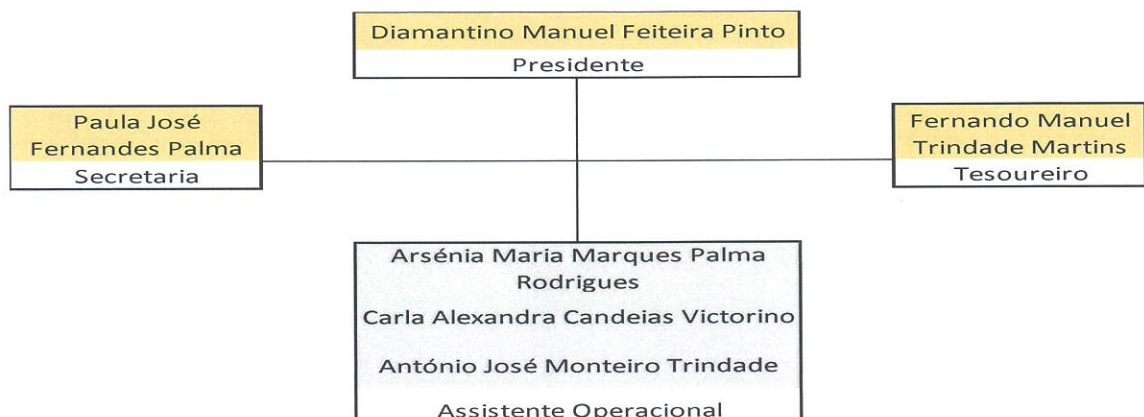 Diamantino Manuel Feiteira Pinto
Presidente
Paula José
Fernandes Palma
Secretaria
Fernando Manuel
Trindade Martins
Tesoureiro
Arsénia Maria Marques Palma
Rodrigues
Carla Alexandra Candeias Victorino
António José Monteiro Trindade
Assistente Operacional